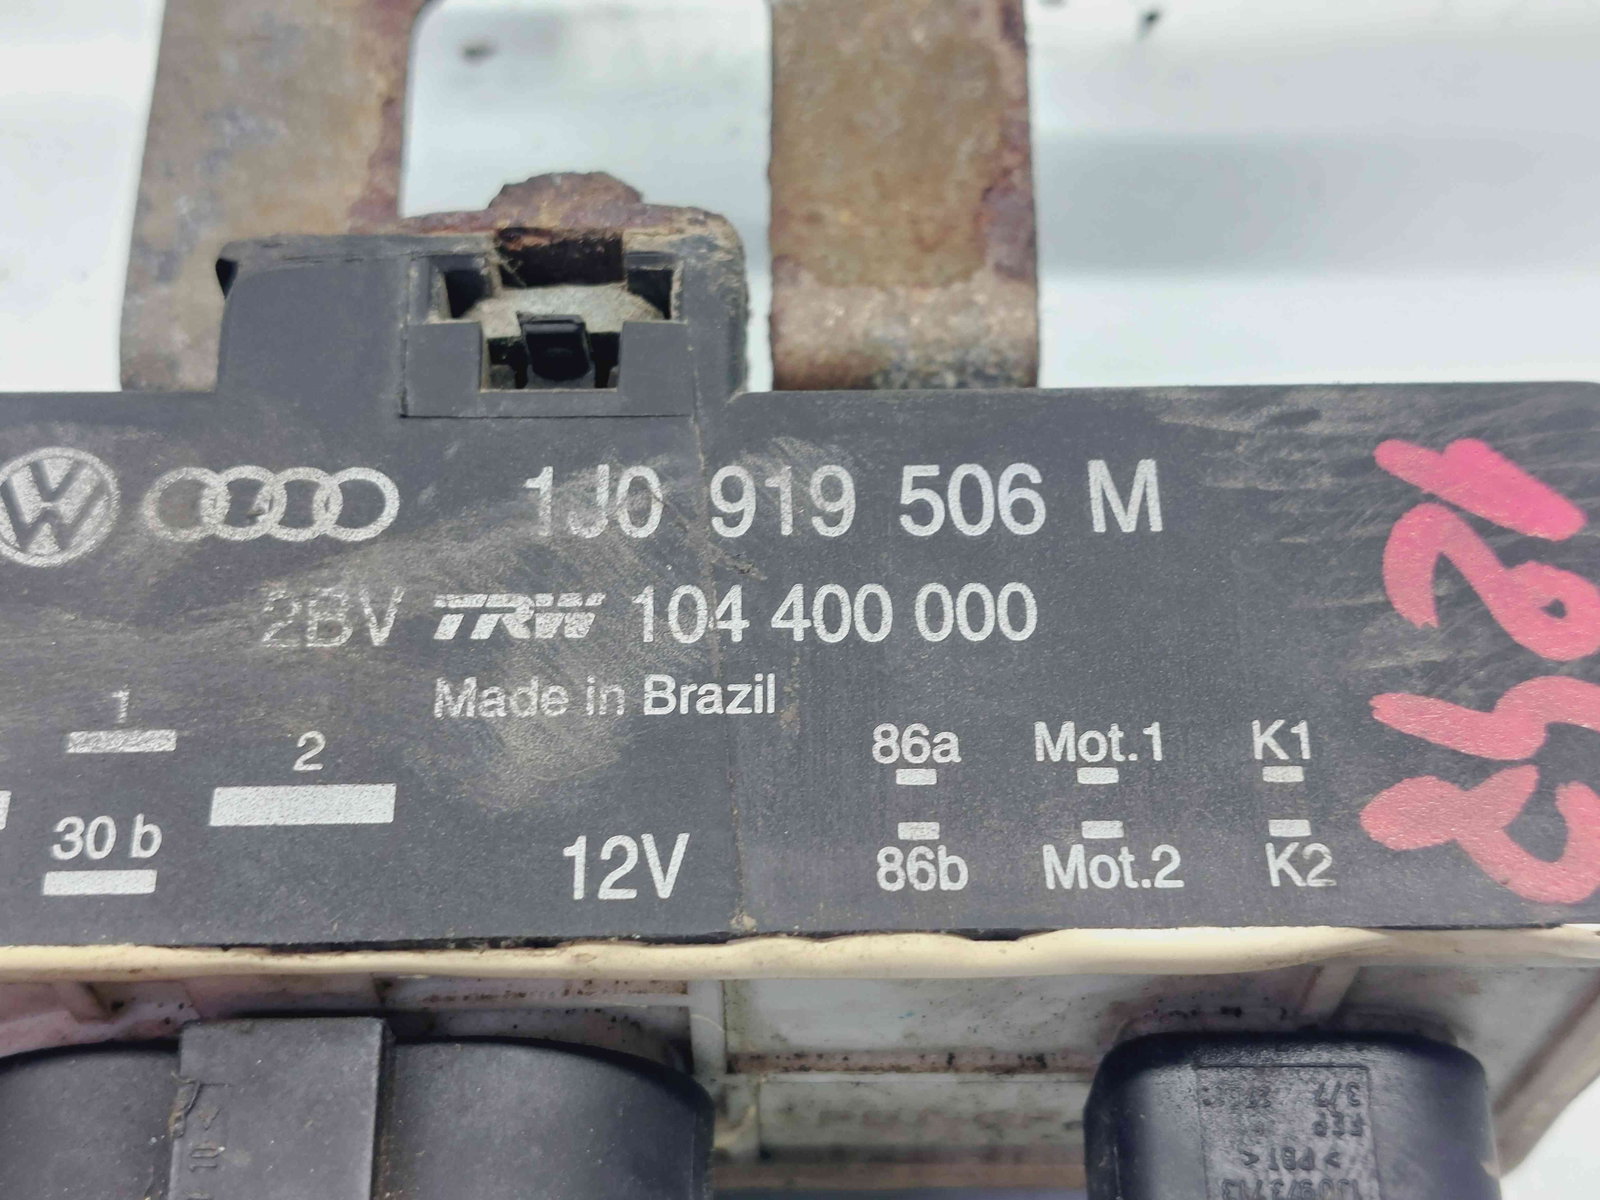 1J0 919 506 M
2BV TRW 104 400 000
Made in Brazil
1
2
30 b
12V
86a Mot.1 K1
86b Mot.2 K2